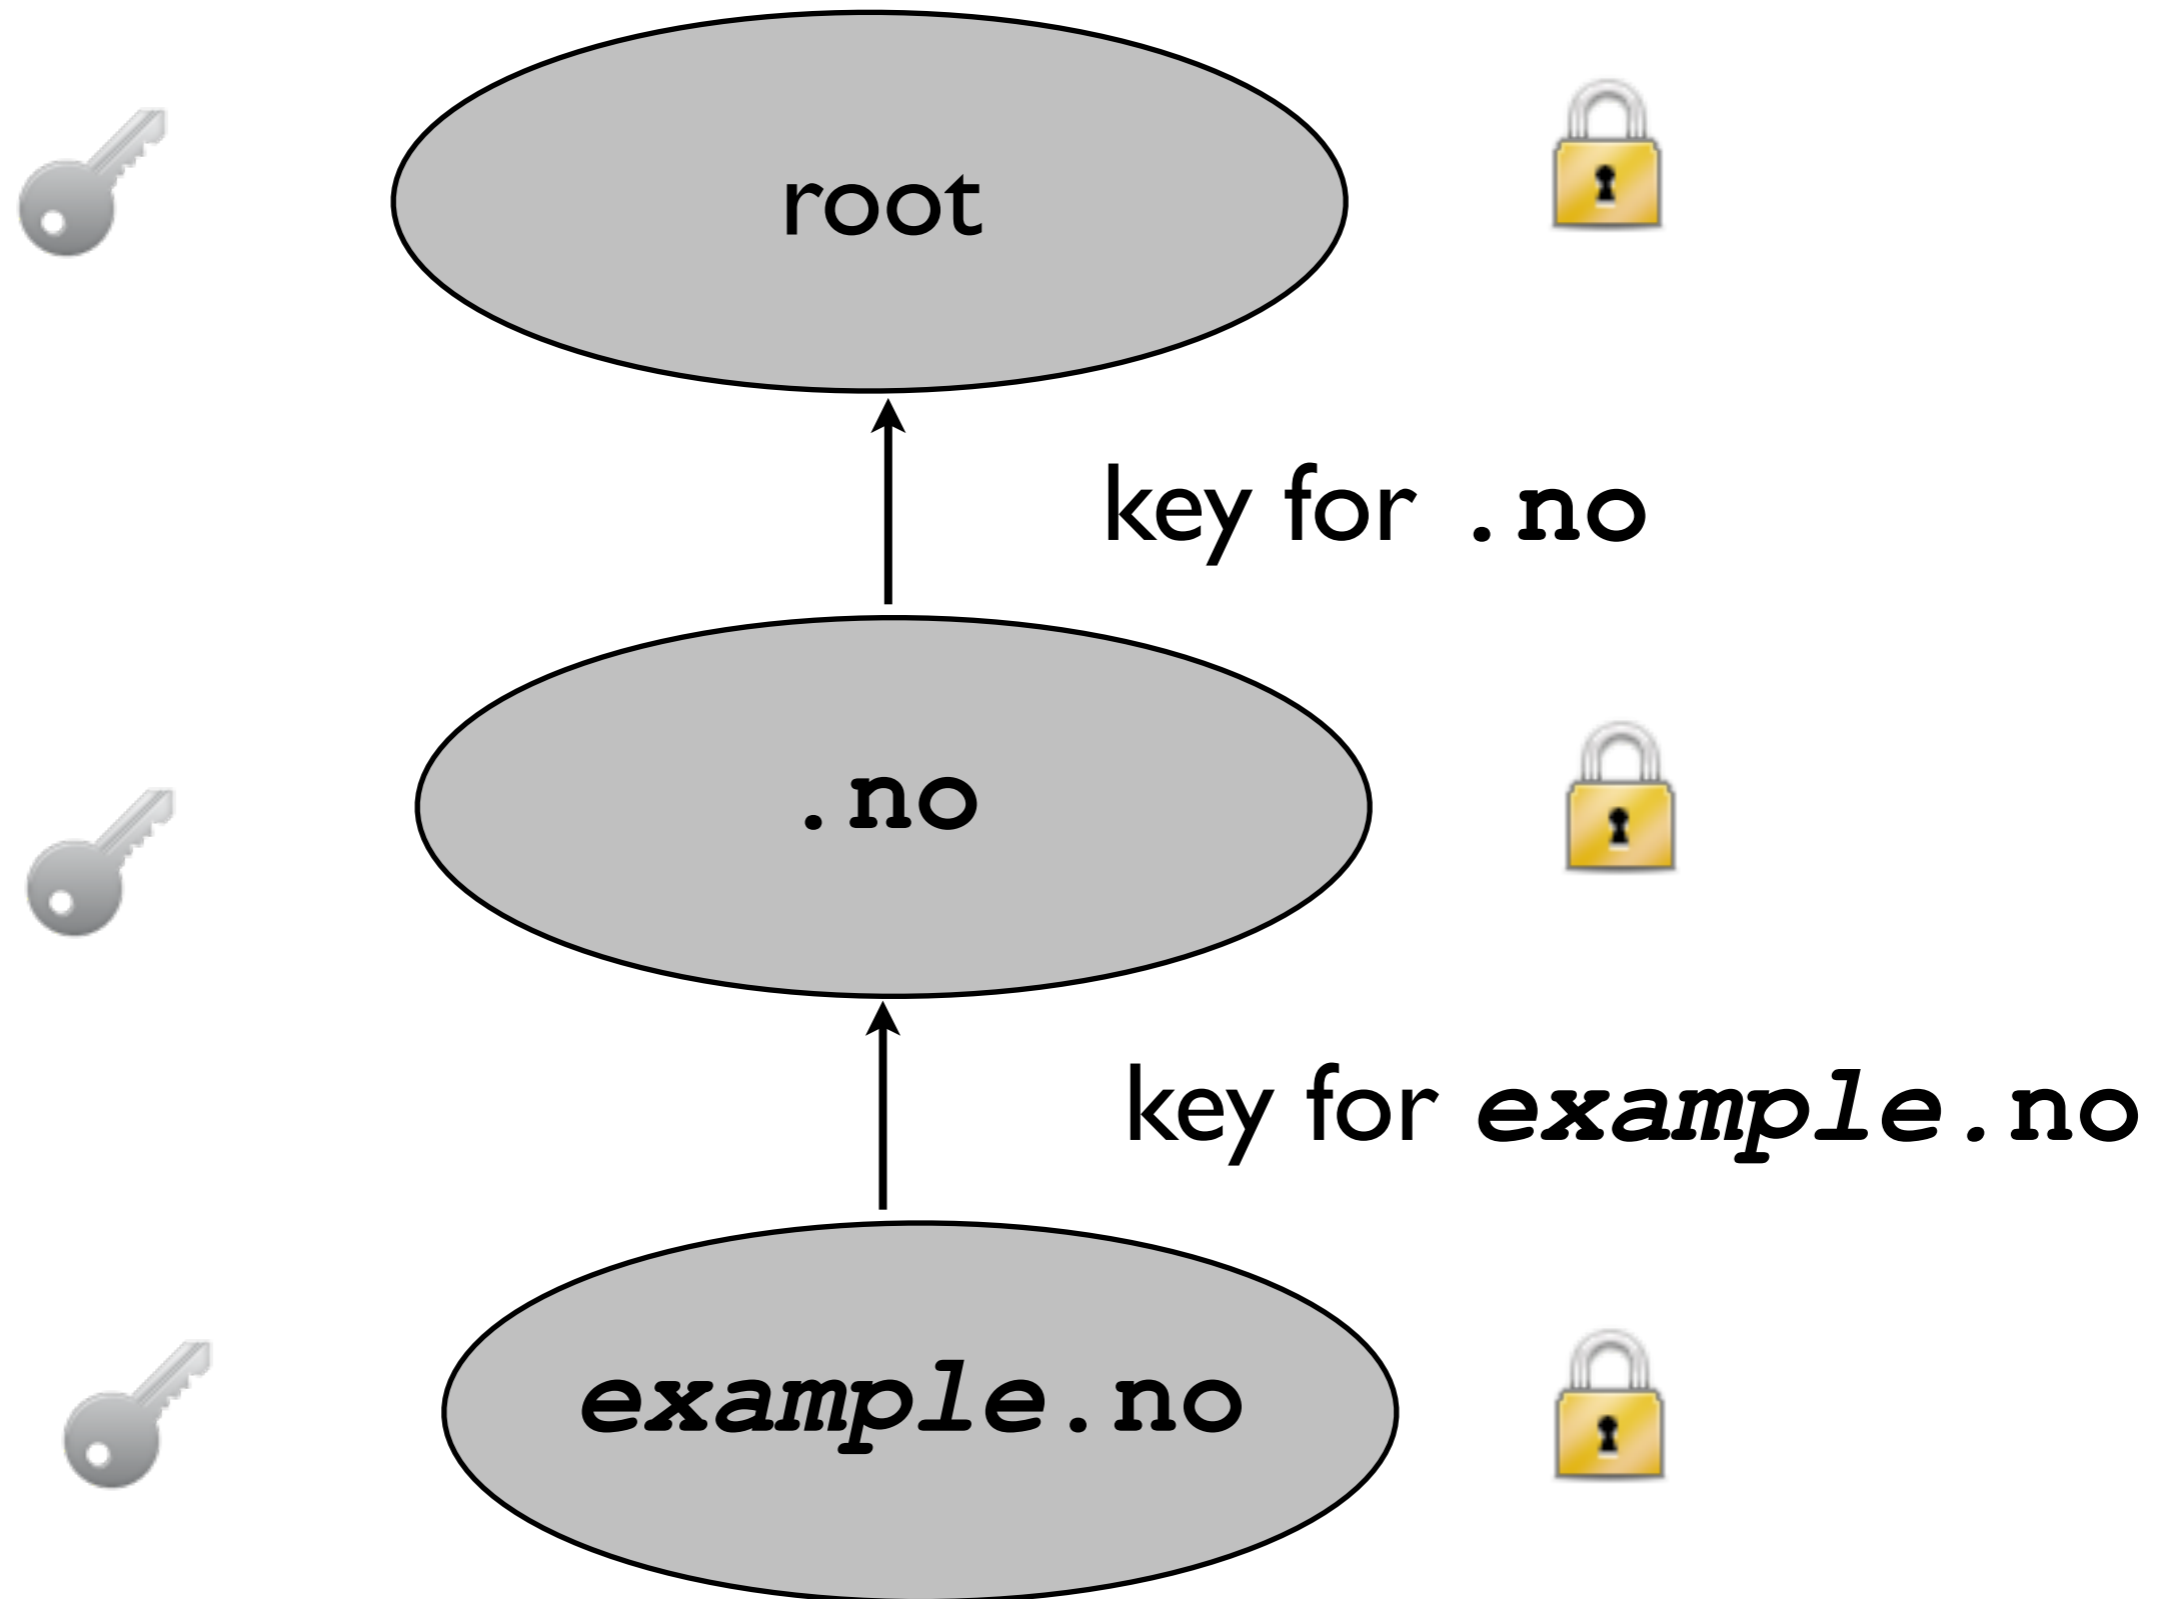 root
key for .no
.no
key for example.no
example.no